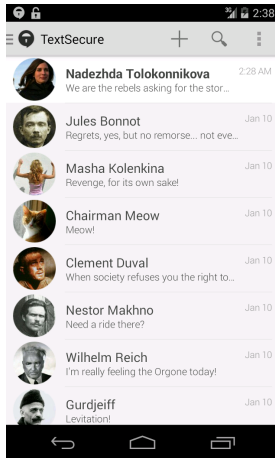 3G 2:38
TextSecure
Nadezhda Tolokonnikova 2:28 AM
We are the rebels asking for the stor...
Jules Bonnot Jan 10
Regrets, yes, but no remorse... not eve...
Masha Kolenkina Jan 10
Revenge, for its own sake!
Chairman Meow Jan 10
Meow!
Clement Duval Jan 10
When society refuses you the right to...
Nestor Makhno Jan 10
Need a ride there?
Wilhelm Reich Jan 10
I'm really feeling the Orgone today!
Gurdjeiff Jan 10
Levitation!